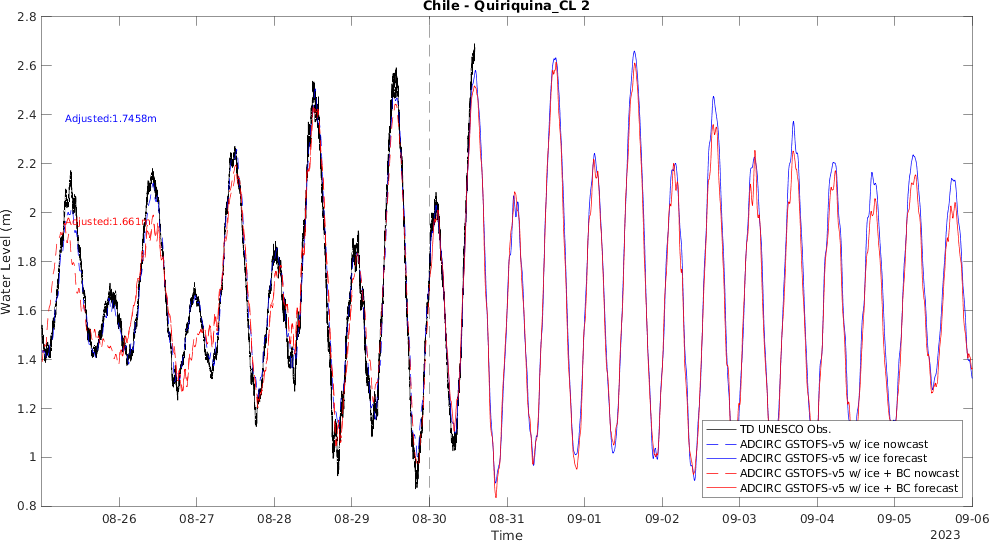 Chile - Quiriquina_CL 2
2.8
2.6
2.4
2.2
2
1.8
1.6
1.4
1.2
1
0.8
Water Level (m)
Adjusted:1.7458m
Adjusted:1.661m
TD UNESCO Obs.
ADCIRC GSTOFS-v5 w/ ice nowcast
ADCIRC GSTOFS-v5 w/ ice forecast
ADCIRC GSTOFS-v5 w/ ice + BC nowcast
ADCIRC GSTOFS-v5 w/ ice + BC forecast
08-26 08-27 08-28 08-29 08-30 08-31 09-01 09-02 09-03 09-04 09-05 09-06
Time
2023